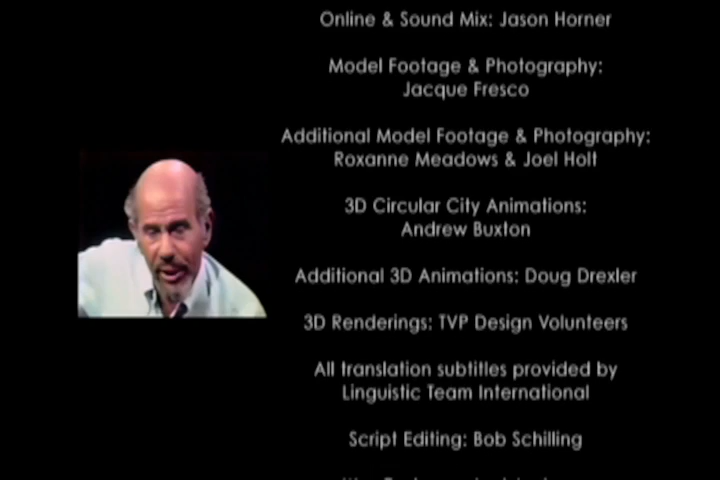 Online & Sound Mix: Jason Horner
Model Footage & Photography:
Jacque Fresco
Additional Model Footage & Photography:
Roxanne Meadows & Joel Holt
3D Circular City Animations:
Andrew Buxton
Additional 3D Animations: Doug Drexler
3D Renderings: TVP Design Volunteers
All translation subtitles provided by
Linguistic Team International
Script Editing: Bob Schilling